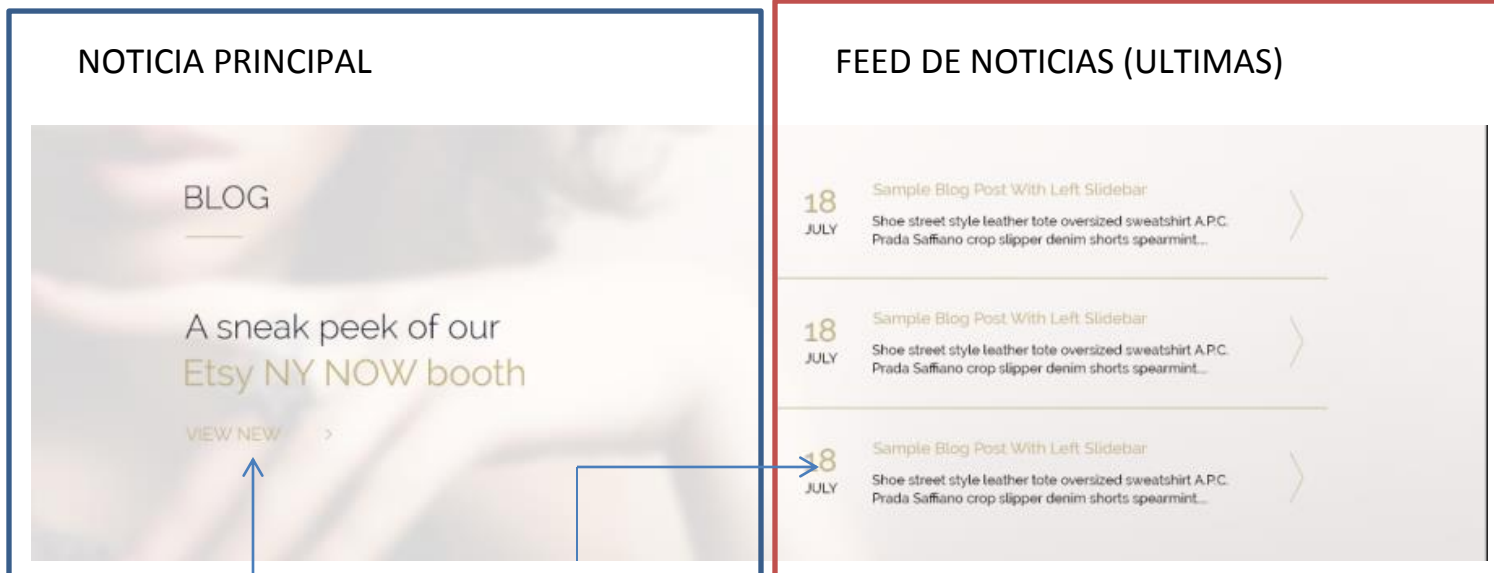 NOTICIA PRINCIPAL
BLOG
A sneak peek of our
Etsy NY NOW booth
VIEW NEW >
FEED DE NOTICIAS (ULTIMAS)
18
JULY
Sample Blog Post With Left Slidebar
Shoe street style leather tote oversized sweatshirt A.P.C.
Prada Saffiano crop slipper denim shorts spearmint...
18
JULY
Sample Blog Post With Left Slidebar
Shoe street style leather tote oversized sweatshirt A.P.C.
Prada Saffiano crop slipper denim shorts spearmint...
18
JULY
Sample Blog Post With Left Slidebar
Shoe street style leather tote oversized sweatshirt A.P.C.
Prada Saffiano crop slipper denim shorts spearmint...